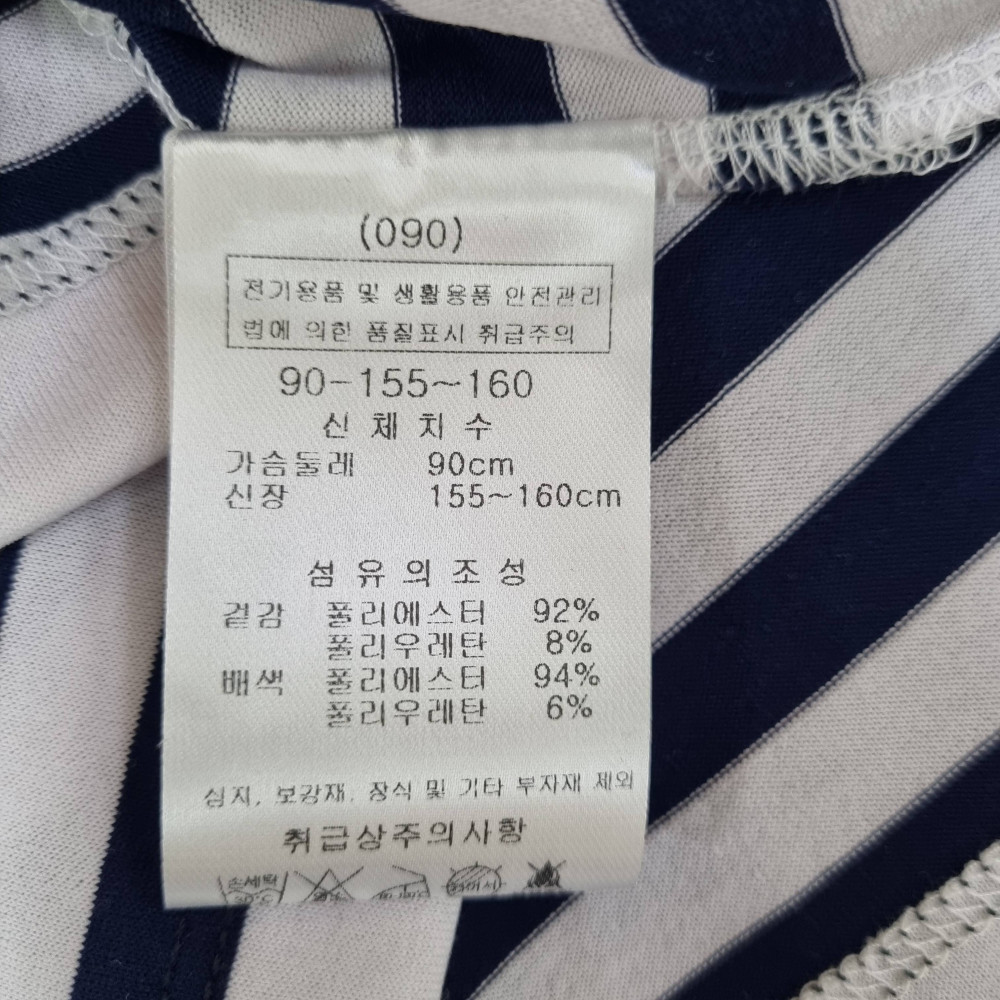 (090)
전기용품 및 생활용품 안전관리
법에 의한 품질표시 취급주의
90-155~160
신 체 치 수
가슴둘레 90cm
신장 155~160cm
섬 유 의 조 성
겉감 폴리에스터 92%
폴리우레탄 8%
배색 폴리에스터 94%
폴리우레탄 6%
심지, 보강재, 장식 및 기타 부자재 제외
취급상주의사항
손세탁